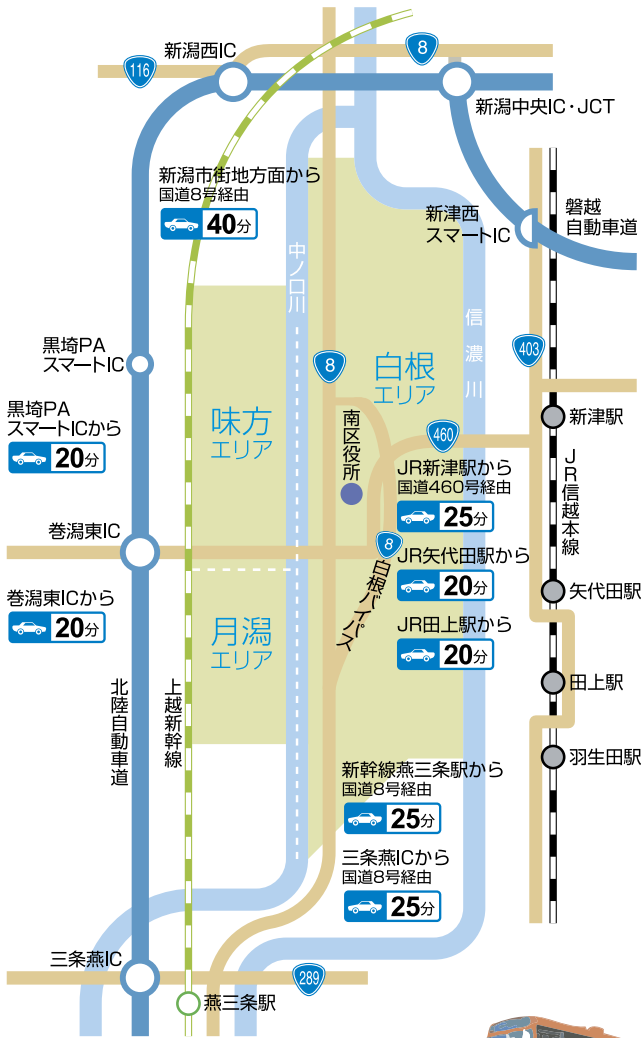 新潟西IC
116
8
新潟中央IC・JCT
新潟市街地方面から
国道8号経由
40分
新津西
スマートIC
磐越
自動車道
中ノ口川
信濃川
黒埼PA
スマートIC
8
白根
エリア
403
黒埼PA
スマートICから
20分
味方
エリア
南区役所
460
新津駅
JR新津駅から
国道460号経由
25分
JR信越本線
巻潟東IC
8
白根バイパス
JR矢代田駅から
20分
矢代田駅
巻潟東ICから
20分
月潟
エリア
JR田上駅から
20分
田上駅
北陸自動車道
上越新幹線
羽生田駅
新幹線燕三条駅から
国道8号経由
25分
三条燕ICから
国道8号経由
25分
三条燕IC
289
燕三条駅